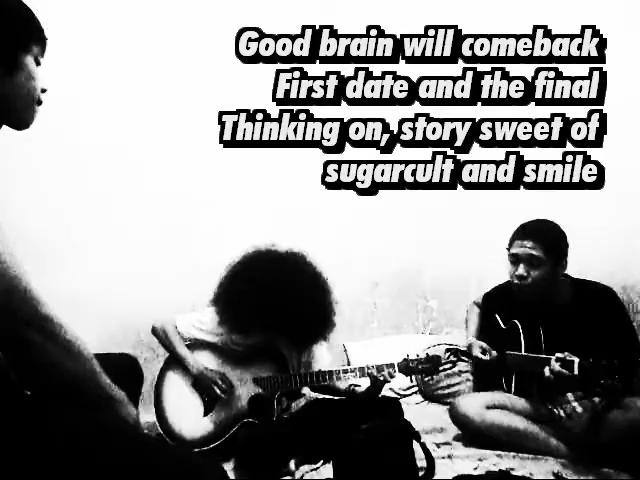 Good brain will comeback
First date and the final
Thinking on, story sweet of
sugarcult and smile